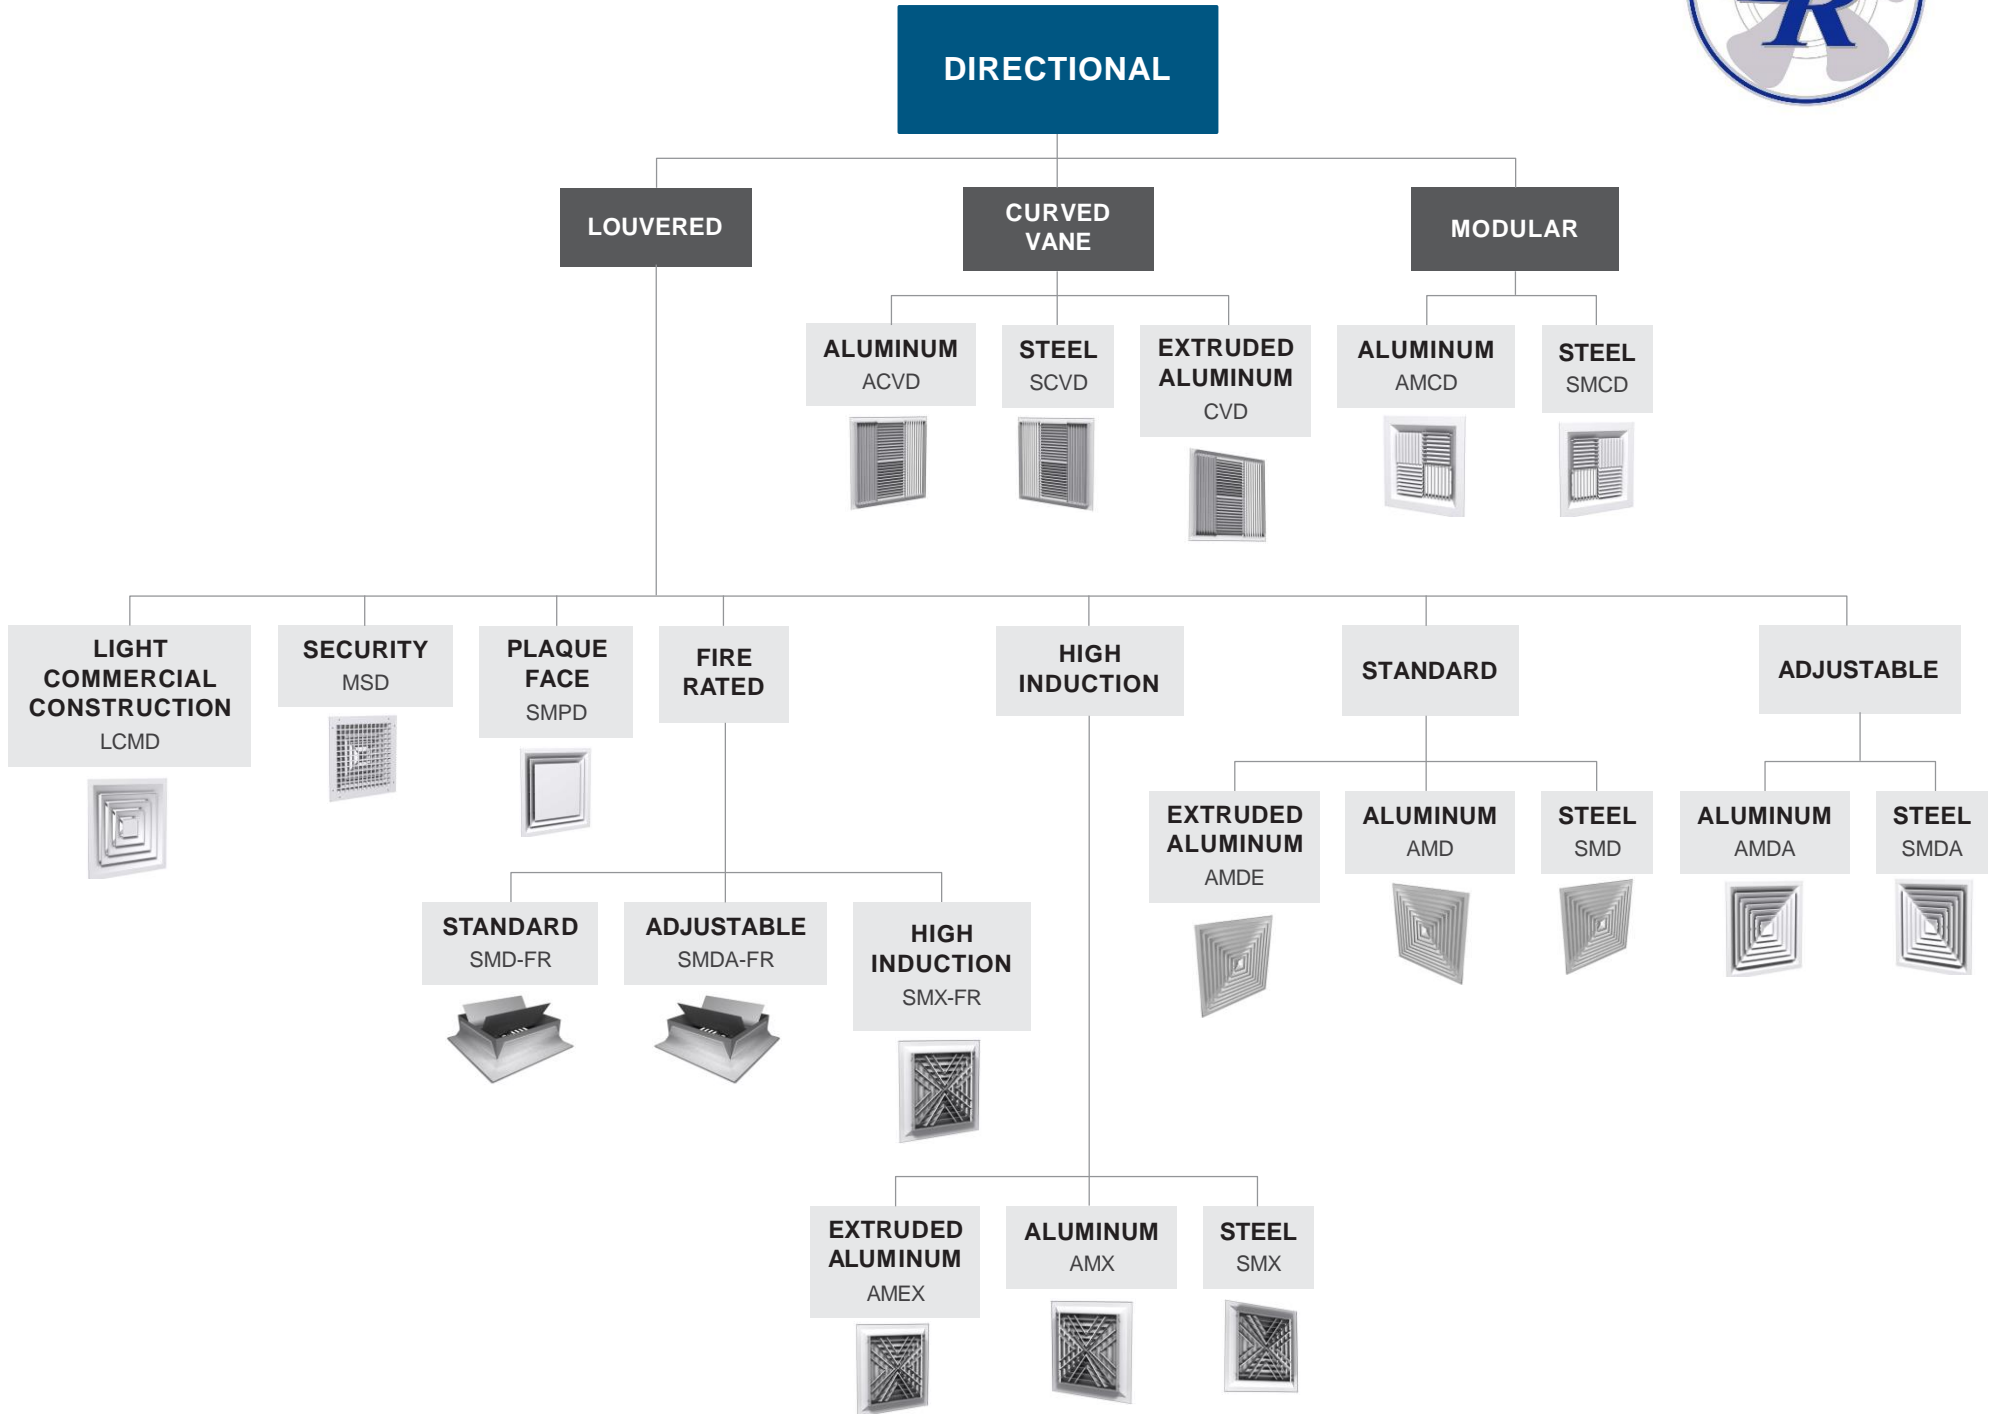 DIRECTIONAL
LOUVERED
CURVED
VANE
MODULAR
ALUMINUM
ACVD
STEEL
SCVD
EXTRUDED
ALUMINUM
CVD
ALUMINUM
AMCD
STEEL
SMCD
LIGHT
COMMERCIAL
CONSTRUCTION
LCMD
SECURITY
MSD
PLAQUE
FACE
SMPD
FIRE
RATED
HIGH
INDUCTION
STANDARD
ADJUSTABLE
EXTRUDED
ALUMINUM
AMDE
ALUMINUM
AMD
STEEL
SMD
ALUMINUM
AMDA
STEEL
SMDA
STANDARD
SMD-FR
ADJUSTABLE
SMDA-FR
HIGH
INDUCTION
SMX-FR
EXTRUDED
ALUMINUM
AMEX
ALUMINUM
AMX
STEEL
SMX